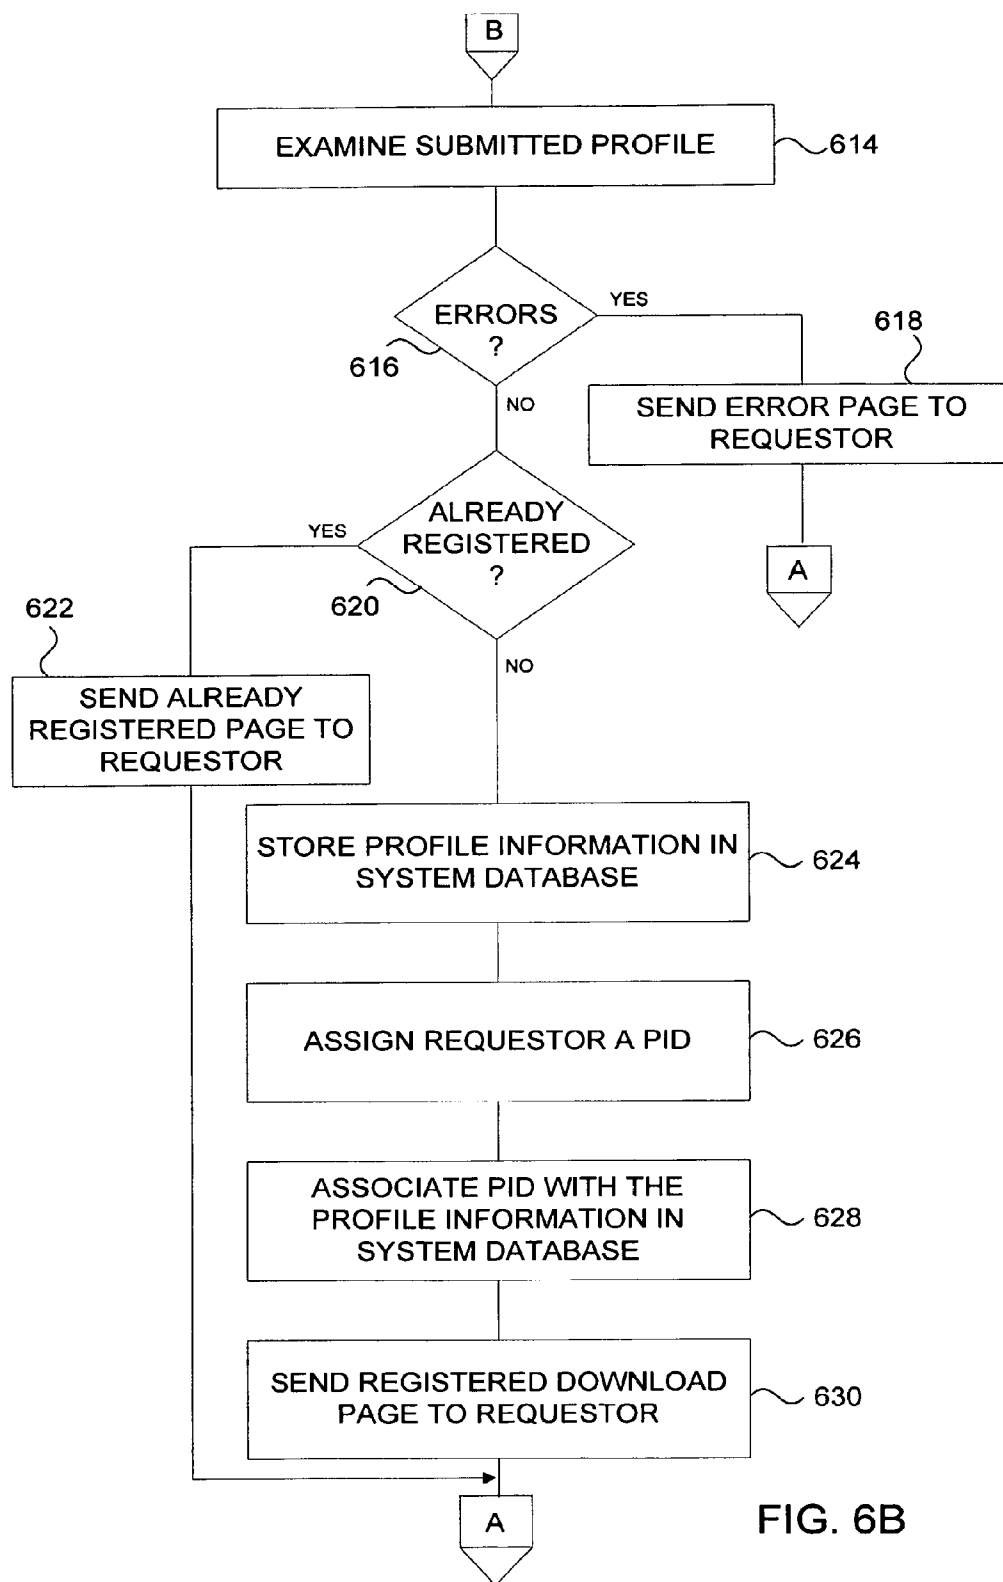 B
EXAMINE SUBMITTED PROFILE
614
ERRORS
?
616
YES
NO
618
SEND ERROR PAGE TO
REQUESTOR
A
ALREADY
REGISTERED
?
620
YES
NO
622
SEND ALREADY
REGISTERED PAGE TO
REQUESTOR
STORE PROFILE INFORMATION IN
SYSTEM DATABASE
624
ASSIGN REQUESTOR A PID
626
ASSOCIATE PID WITH THE
PROFILE INFORMATION IN
SYSTEM DATABASE
628
SEND REGISTERED DOWNLOAD
PAGE TO REQUESTOR
630
A
FIG. 6B